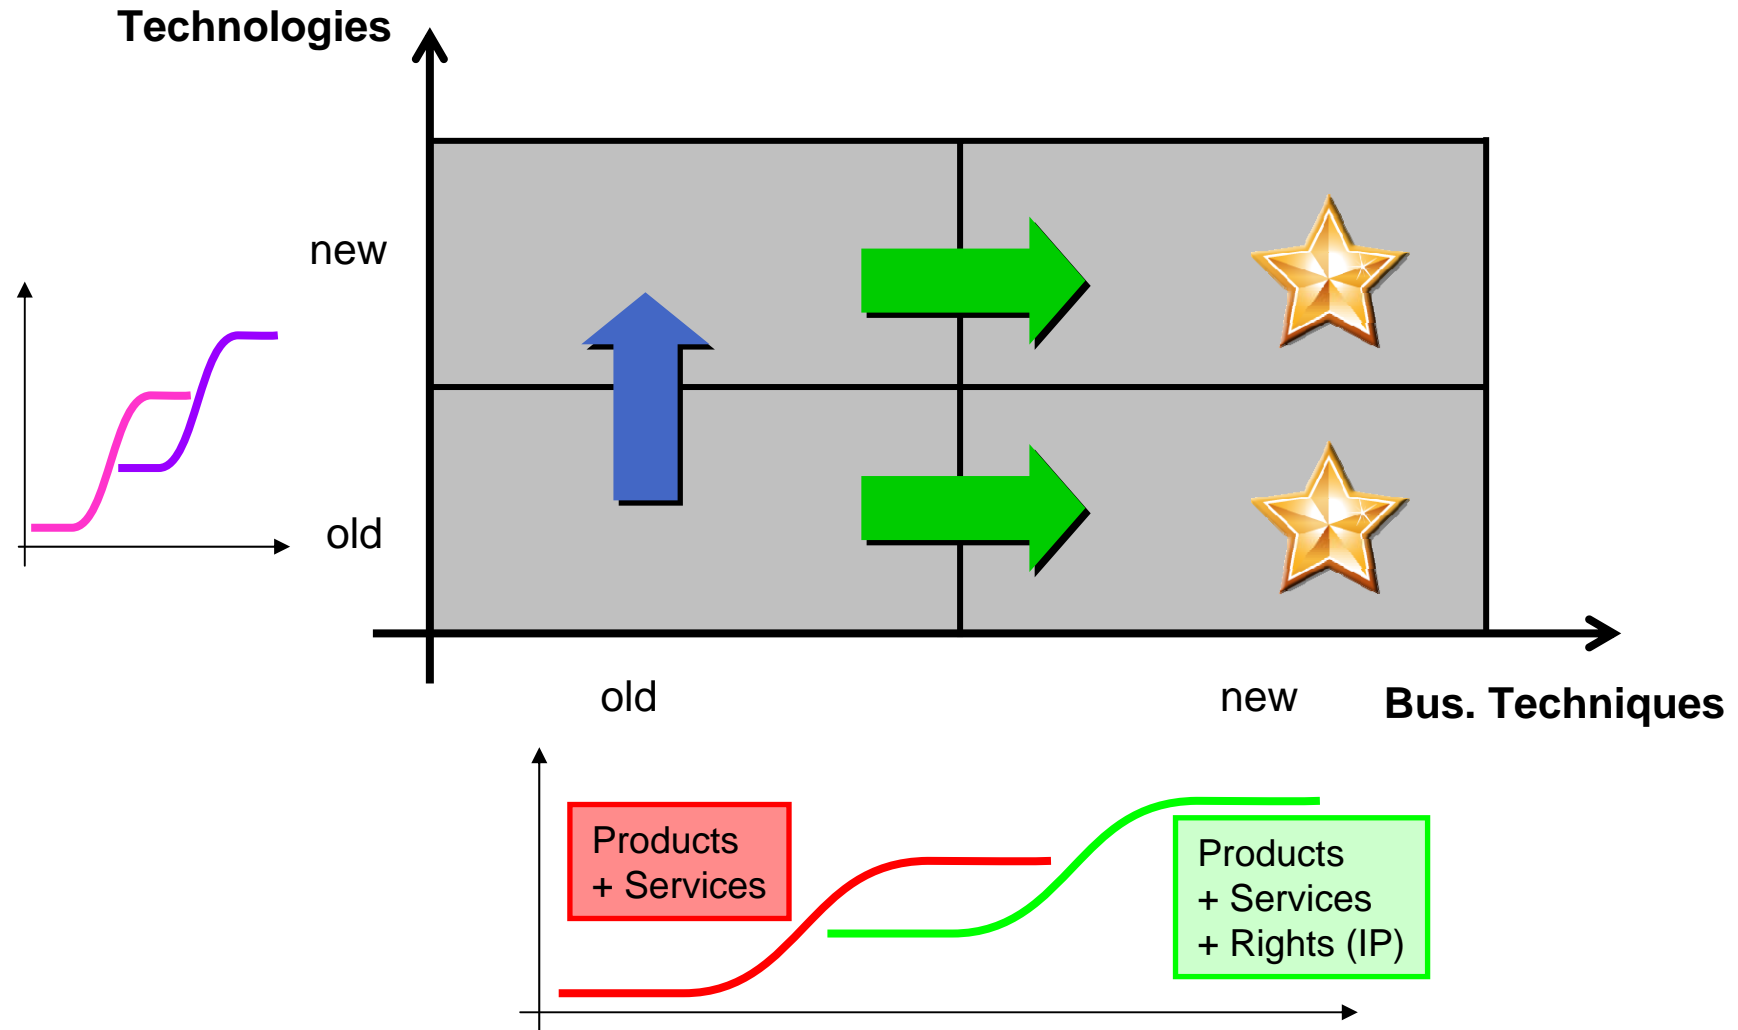 Technologies
new
old
old
new
Bus. Techniques
Products
+ Services
Products
+ Services
+ Rights (IP)